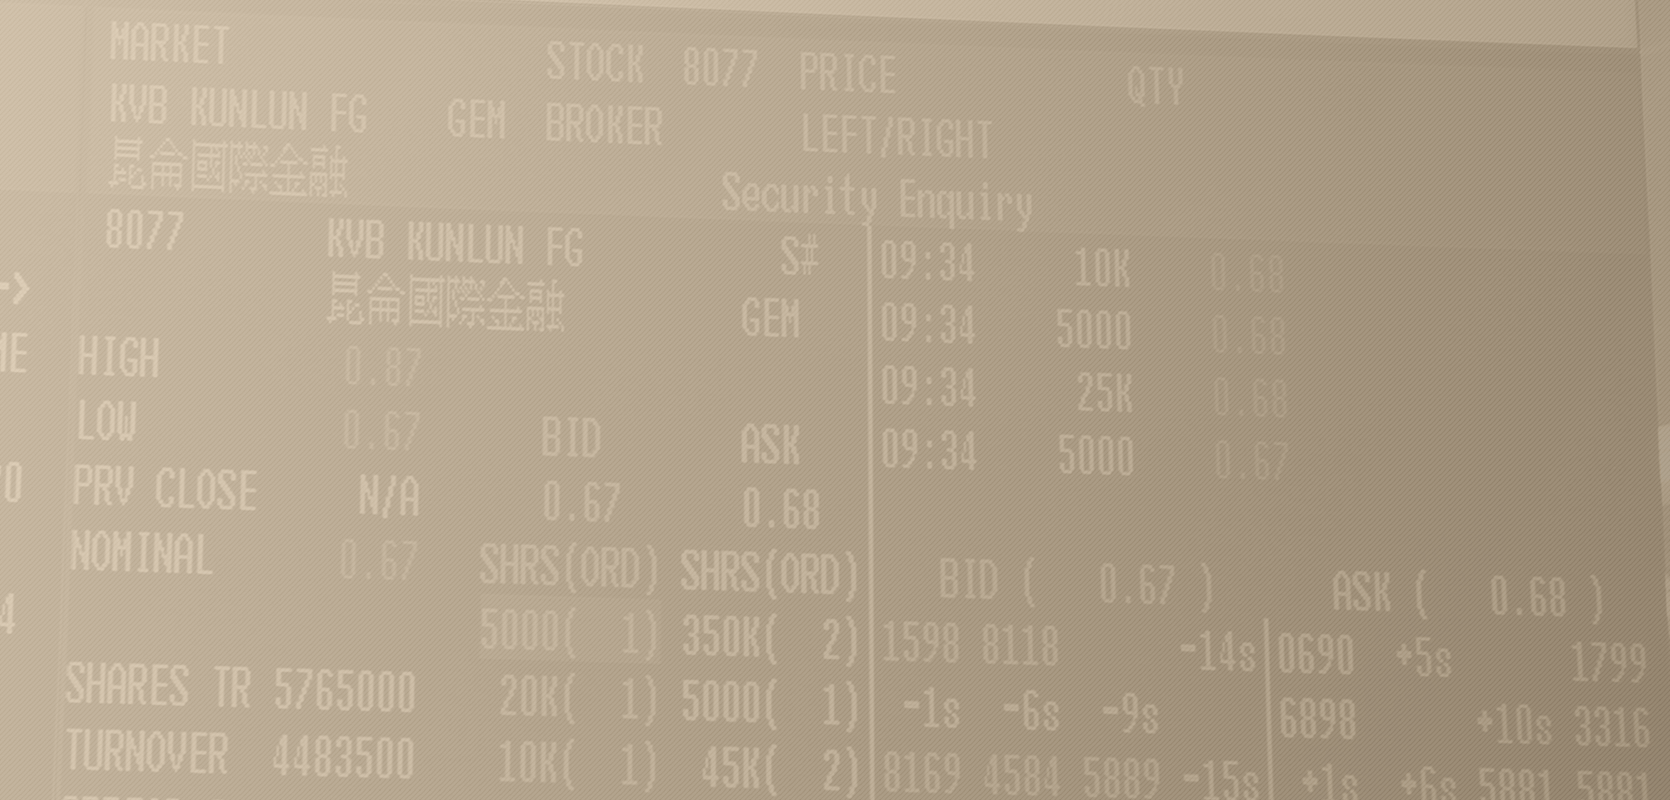 MARKET STOCK 8077 PRICE QTY
KVB KUNLUN FG GEM BROKER LEFT/RIGHT
昆侖國際金融
Security Enquiry
8077 KVB KUNLUN FG S# 09:34 10K 0.68
->
昆侖國際金融 GEM 09:34 5000 0.68
HIGH 0.87 09:34 25K 0.68
LOW 0.67 BID ASK 09:34 5000 0.67
PRV CLOSE N/A 0.67 0.68
NOMINAL 0.67 SHRS(ORD) SHRS(ORD) BID ( 0.67 ) ASK ( 0.68 )
5000( 1) 350K( 2) 1598 8118 -14s 0690 +5s 1799
SHARES TR 5765000 20K( 1) 5000( 1) -1s -6s -9s 6898 +10s 3316
TURNOVER 4483500 10K( 1) 45K( 2) 8169 4584 5889 -15s +1s +6s 5881 5881